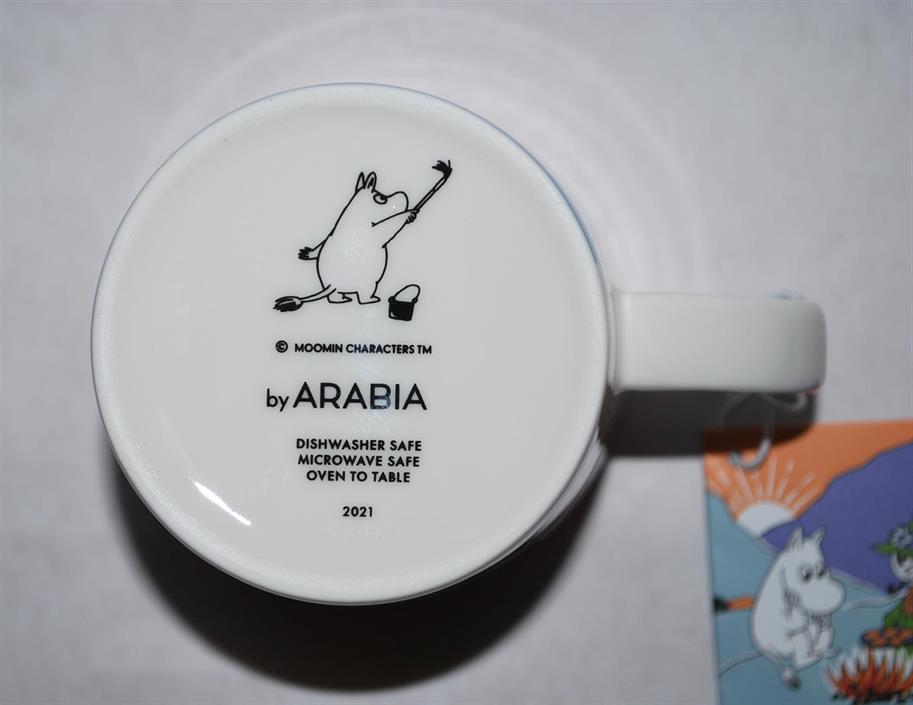 © MOOMIN CHARACTERS TM
by ARABIA
DISHWASHER SAFE
MICROWAVE SAFE
OVEN TO TABLE
2021